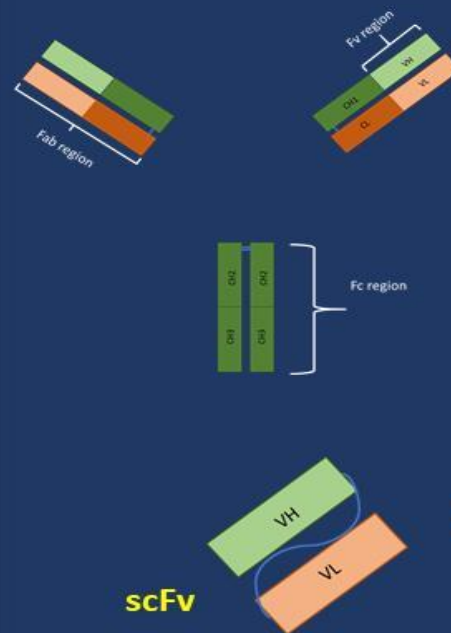 Fv region
VH
VL
CH1
CL
Fab region
CH2
CH2
Fc region
CH3
CH3
VH
VL
scFv